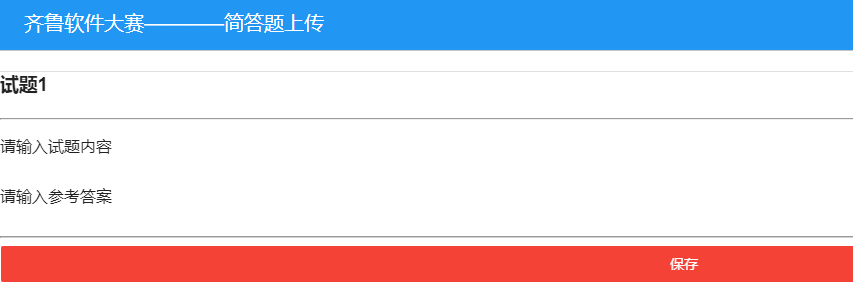 齐鲁软件大赛————简答题上传
试题1
请输入试题内容
请输入参考答案
保存